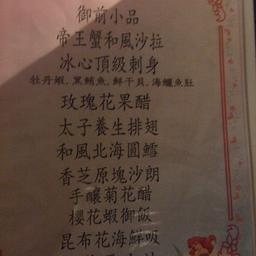 御前小品
帝王蟹和風沙拉
冰心頂級刺身
牡丹蝦.黑鮪魚.鮮干貝.海鱺魚肚
玫瑰花果醋
太子養生排翅
和風北海圓鱈
香芝原塊沙朗
手釀菊花醋
櫻花蝦御飯
昆布花海鮮吸